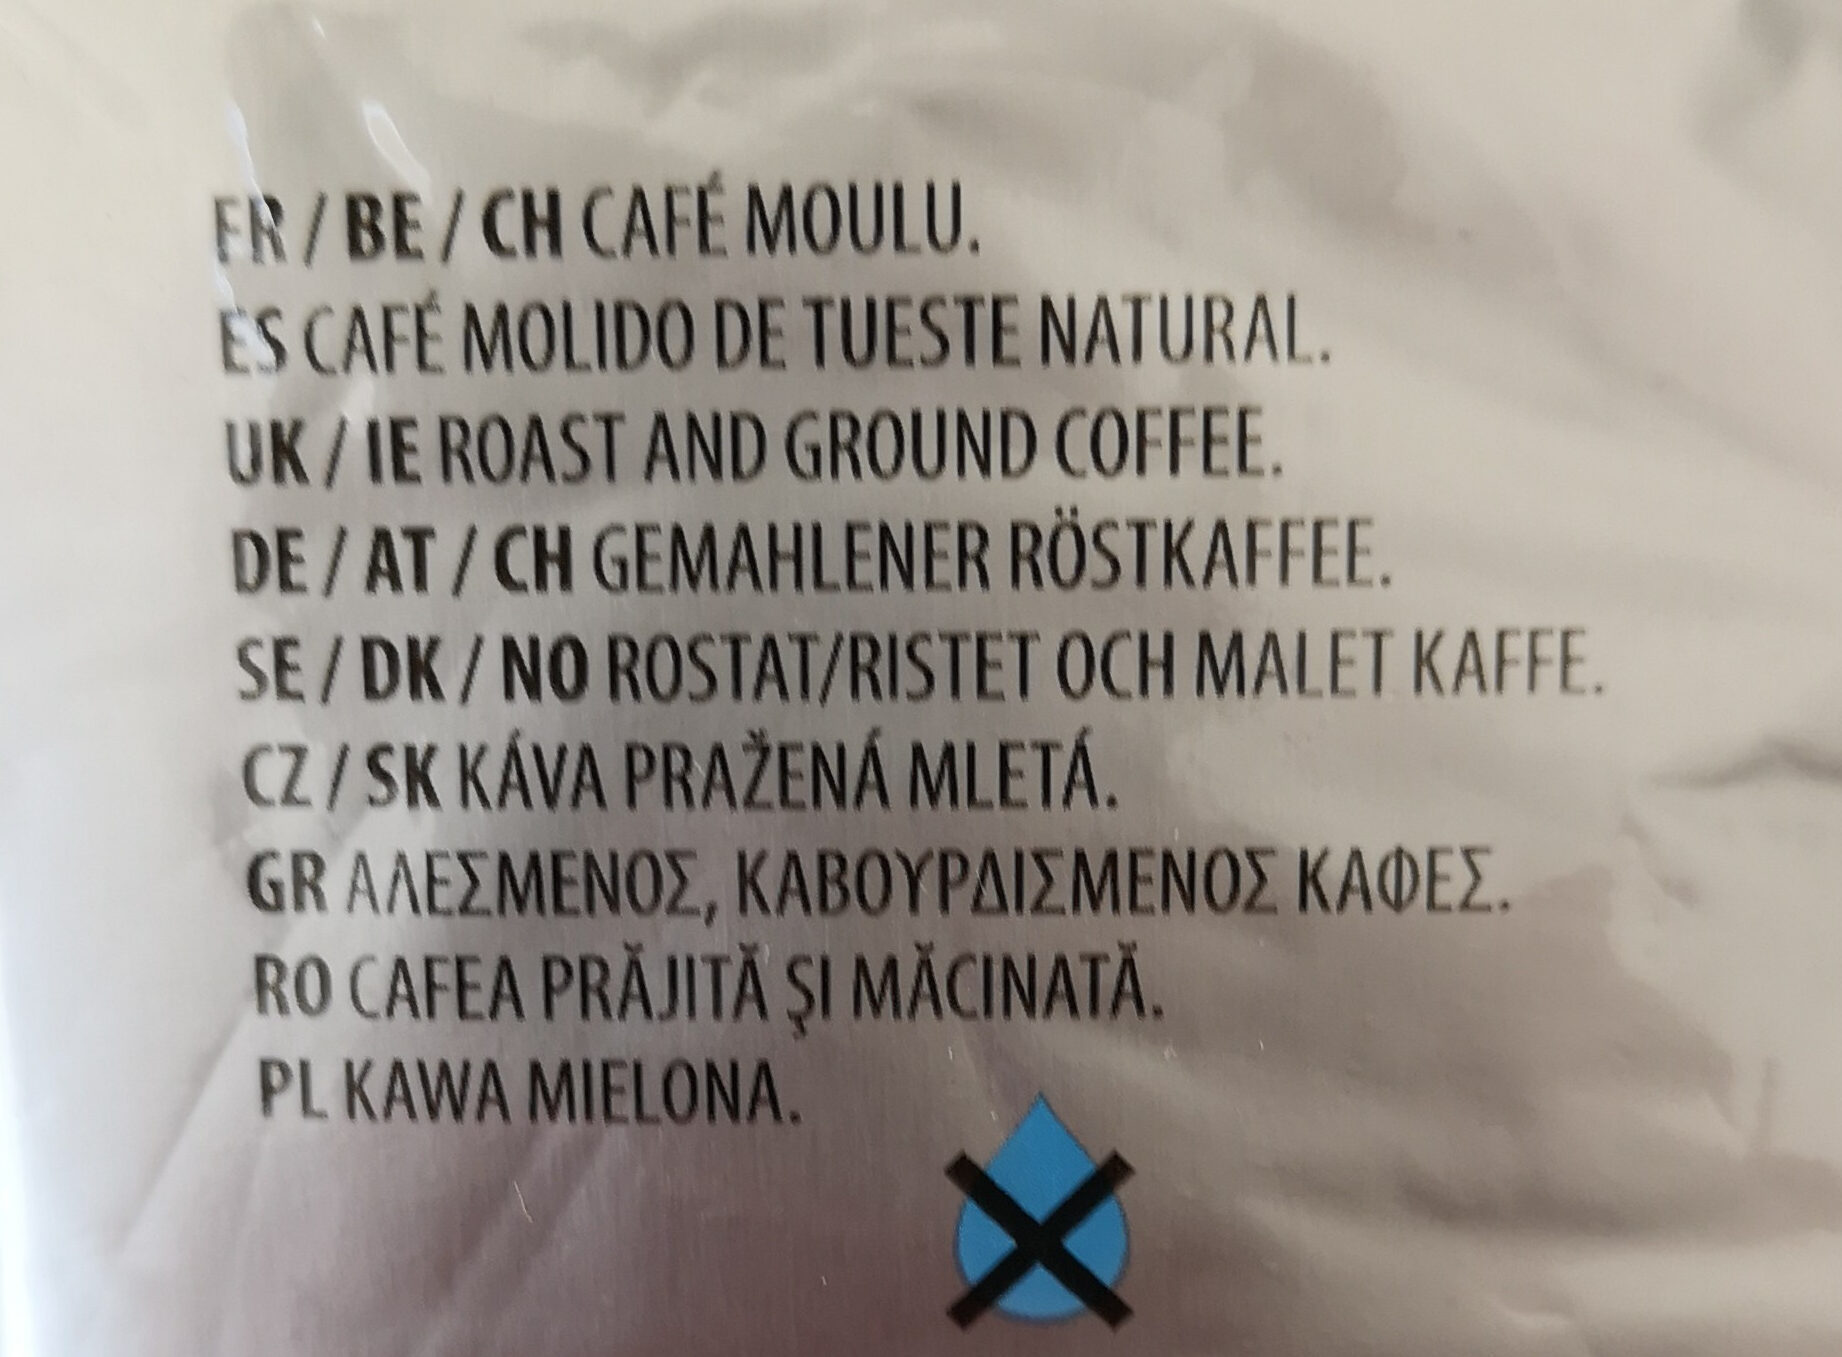 FR / BE / CH CAFÉ MOULU.
ES CAFÉ MOLIDO DE TUESTE NATURAL.
UK / IE ROAST AND GROUND COFFEE.
DE / AT / CH GEMAHLENER RÖSTKAFFEE.
SE / DK / NO ROSTAT/RISTET OCH MALET KAFFE.
CZ / SK KÁVA PRAŽENÁ MLETÁ.
GR ΑΛΕΣΜΕΝΟΣ, ΚΑΒΟΥΡΔΙΣΜΕΝΟΣ ΚΑΦΕΣ.
RO CAFEA PRĂJITĂ ŞI MĂCINATĂ.
PL KAWA MIELONA.